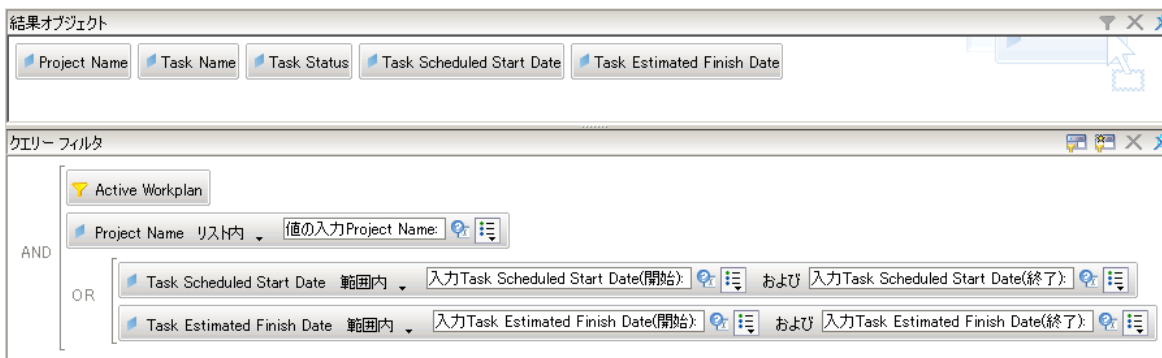 結果オブジェクト
Project Name Task Name Task Status Task Scheduled Start Date Task Estimated Finish Date
クエリー フィルタ
Active Workplan
Project Name リスト内 値の入力Project Name:
AND
Task Scheduled Start Date 範囲内 入力Task Scheduled Start Date(開始): および 入力Task Scheduled Start Date(終了):
OR
Task Estimated Finish Date 範囲内 入力Task Estimated Finish Date(開始): および 入力Task Estimated Finish Date(終了):